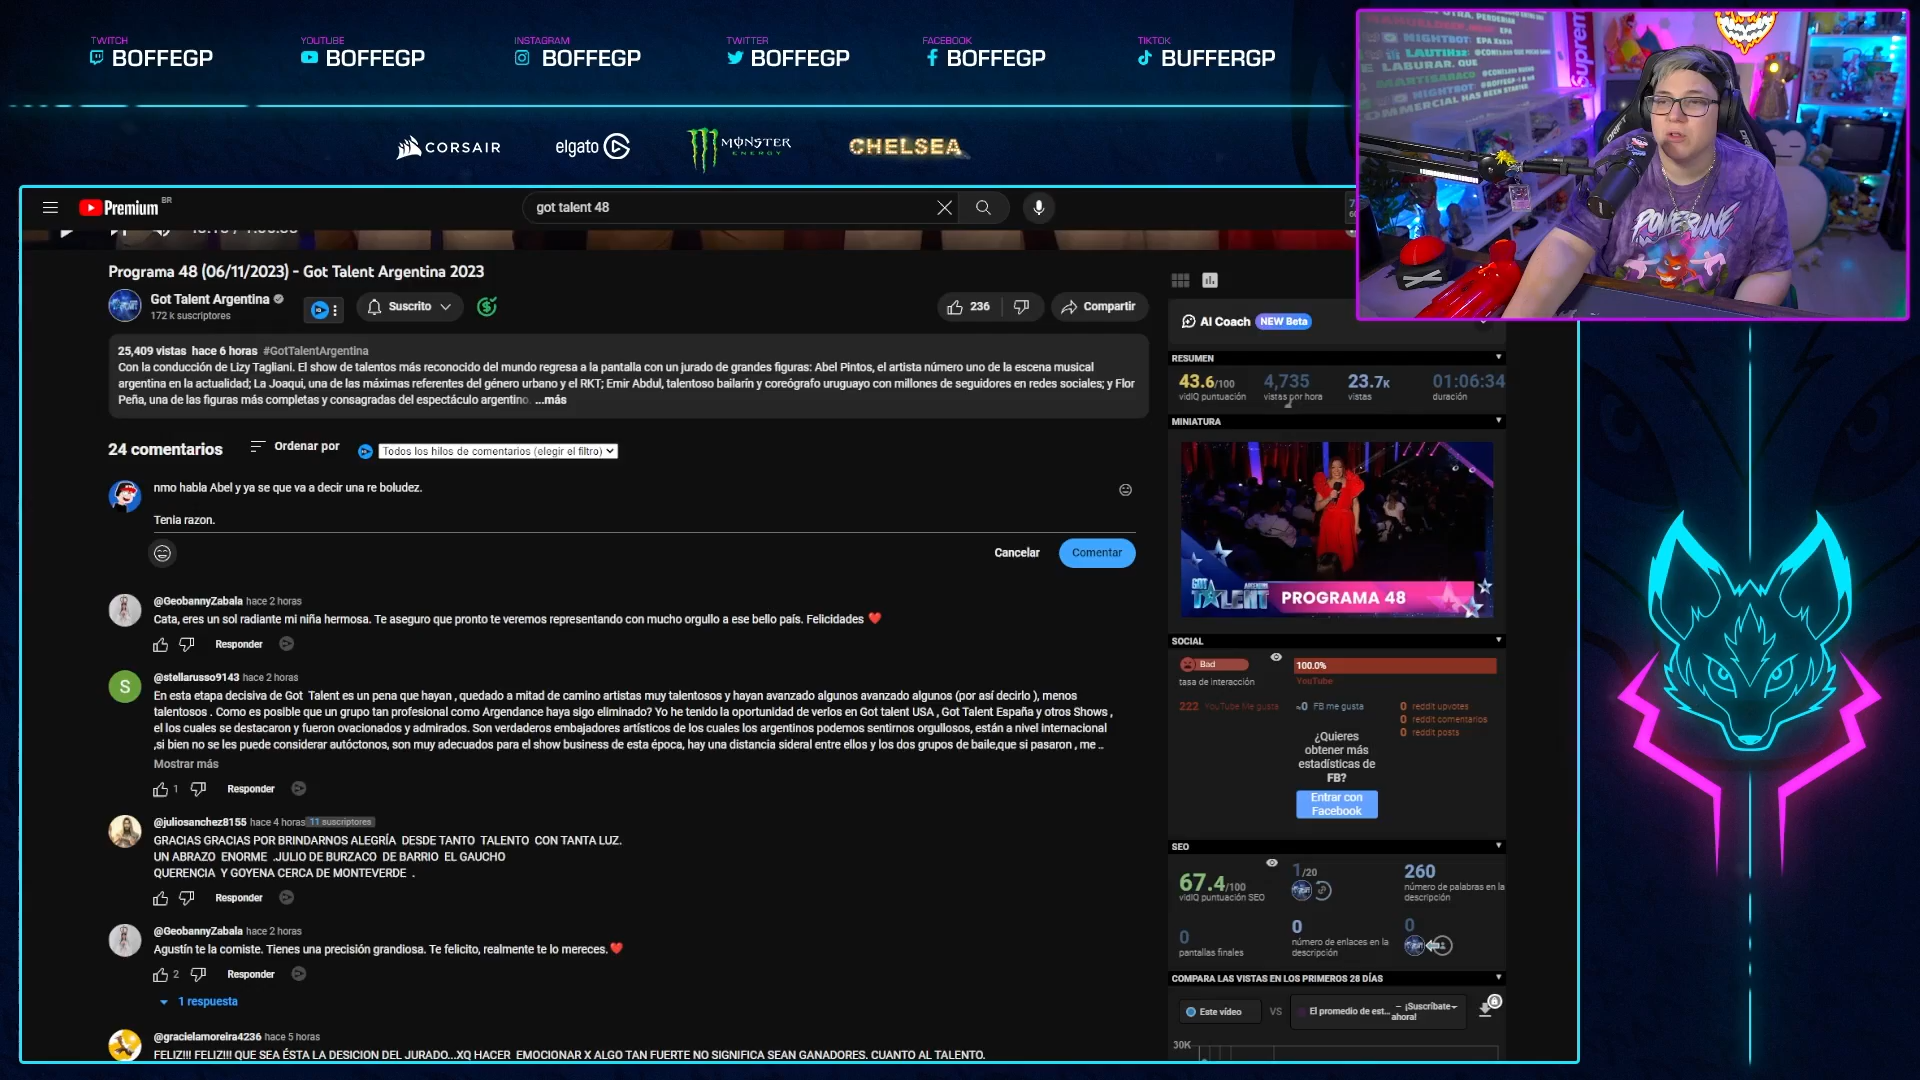 TWITCH
BOFFEGP
YOUTUBE
BOFFEGP
INSTAGRAM
BOFFEGP
TWITTER
BOFFEGP
FACEBOOK
BOFFEGP
TIKTOK
BUFFERGP
CORSAIR
elgato
MONSTER
ENERGY
CHELSEA
Supreme
NIGHTBOT:
LABURAR. QUE
NIGHTBOT
COMMERCIAL HAS BEEN STARTED
POWERLINE
Premium BR
got talent 48
Programa 48 (06/11/2023) - Got Talent Argentina 2023
Got Talent Argentina
172 k suscriptores
Suscrito
236
Compartir
25,409 vistas hace 6 horas #GotTalentArgentina
Con la conducción de Lizy Tagliani. El show de talentos más reconocido del mundo regresa a la pantalla con un jurado de grandes figuras: Abel Pintos, el artista número uno de la escena musical
argentina en la actualidad; La Joaqui, una de las máximas referentes del género urbano y el RKT; Emir Abdul, talentoso bailarín y coreógrafo uruguayo con millones de seguidores en redes sociales; y Flor
Peña, una de las figuras más completas y consagradas del espectáculo argentino. ...más
24 comentarios
Ordenar por
Todos los hilos de comentarios (elegir el filtro)
nmo habla Abel y ya se que va a decir una re boludez.
Tenia razon.
Cancelar
Comentar
@GeobannyZabala hace 2 horas
Cata, eres un sol radiante mi niña hermosa. Te aseguro que pronto te veremos representando con mucho orgullo a ese bello país. Felicidades ❤️
Responder
S
@stellarusso9143 hace 2 horas
En esta etapa decisiva de Got Talent es un pena que hayan , quedado a mitad de camino artistas muy talentosos y hayan avanzado algunos avanzado algunos (por así decirlo ), menos
talentosos . Como es posible que un grupo tan profesional como Argendance haya sigo eliminado? Yo he tenido la oportunidad de verlos en Got talent USA , Got Talent España y otros Shows ,
el los cuales se destacaron y fueron ovacionados y admirados. Son verdaderos embajadores artísticos de los cuales los argentinos podemos sentirnos orgullosos, están a nivel internacional
,si bien no se les puede considerar autóctonos, son muy adecuados para el show business de esta época, hay una distancia sideral entre ellos y los dos grupos de baile,que si pasaron , me ..
Mostrar más
1
Responder
@juliosanchez8155 hace 4 horas 11 suscriptores
GRACIAS GRACIAS POR BRINDARNOS ALEGRÍA DESDE TANTO TALENTO CON TANTA LUZ.
UN ABRAZO ENORME .JULIO DE BURZACO DE BARRIO EL GAUCHO
QUERENCIA Y GOYENA CERCA DE MONTEVERDE .
Responder
@GeobannyZabala hace 2 horas
Agustín te la comiste. Tienes una precisión grandiosa. Te felicito, realmente te lo mereces.❤️
2
Responder
1 respuesta
@gracielamoreira4236 hace 5 horas
FELIZ!!! FELIZ!!! QUE SEA ÉSTA LA DESICION DEL JURADO...XQ HACER EMOCIONAR X ALGO TAN FUERTE NO SIGNIFICA SEAN GANADORES. CUANTO AL TALENTO.
AI Coach NEW Beta
RESUMEN
43.6/100
vidIQ puntuación
4,735
vistas por hora
23.7K
vistas
01:06:34
duración
MINIATURA
GOT TALENT
ARGENTINA
PROGRAMA 48
SOCIAL
Bad
tasa de interacción
100.0%
YouTube
222 YouTube Me gusta
0 FB me gusta
0 reddit upvotes
0 reddit comentarios
0 reddit posts
¿Quieres
obtener más
estadísticas de
FB?
Entrar con
Facebook
SEO
67.4/100
vidIQ puntuación SEO
1/20
260
número de palabras en la
descripción
0
pantallas finales
0
número de enlaces en la
descripción
0
COMPARA LAS VISTAS EN LOS PRIMEROS 28 DÍAS
Este vídeo
VS
El promedio de est...
– ¡Suscríbate
ahora!
30K